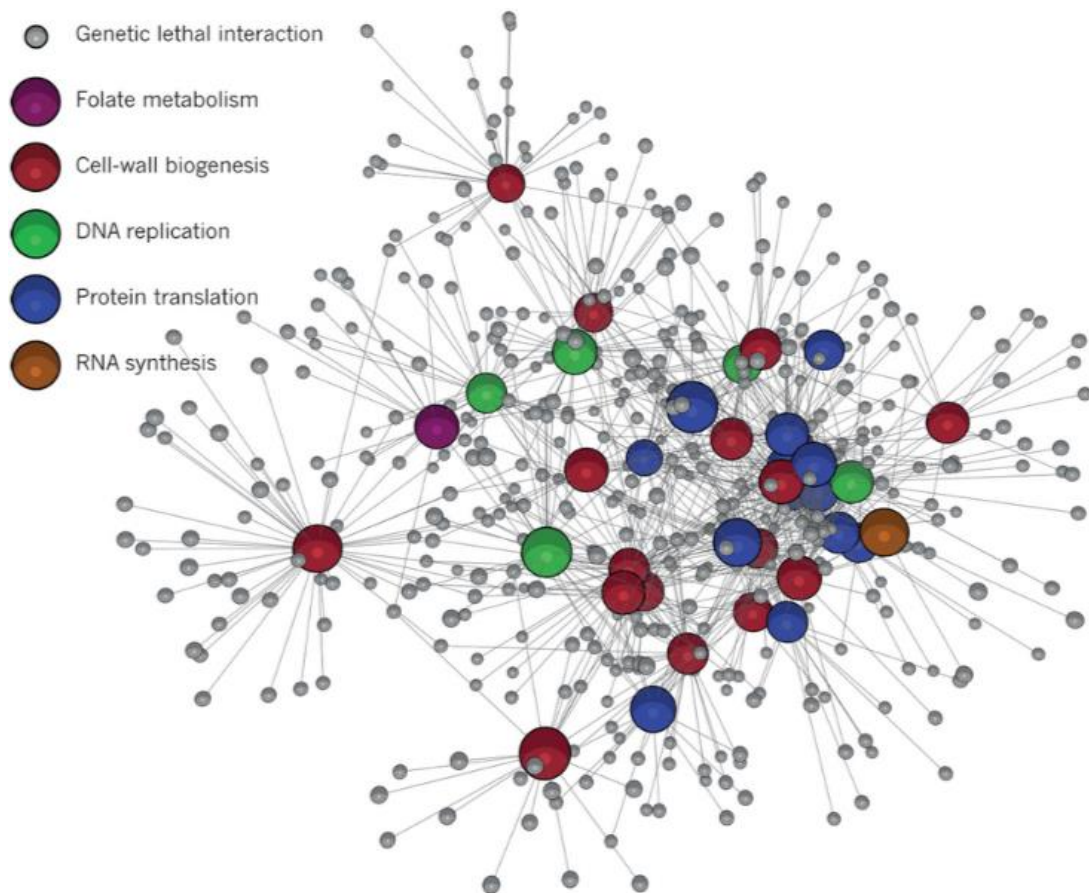 Genetic lethal interaction
Folate metabolism
Cell-wall biogenesis
DNA replication
Protein translation
RNA synthesis